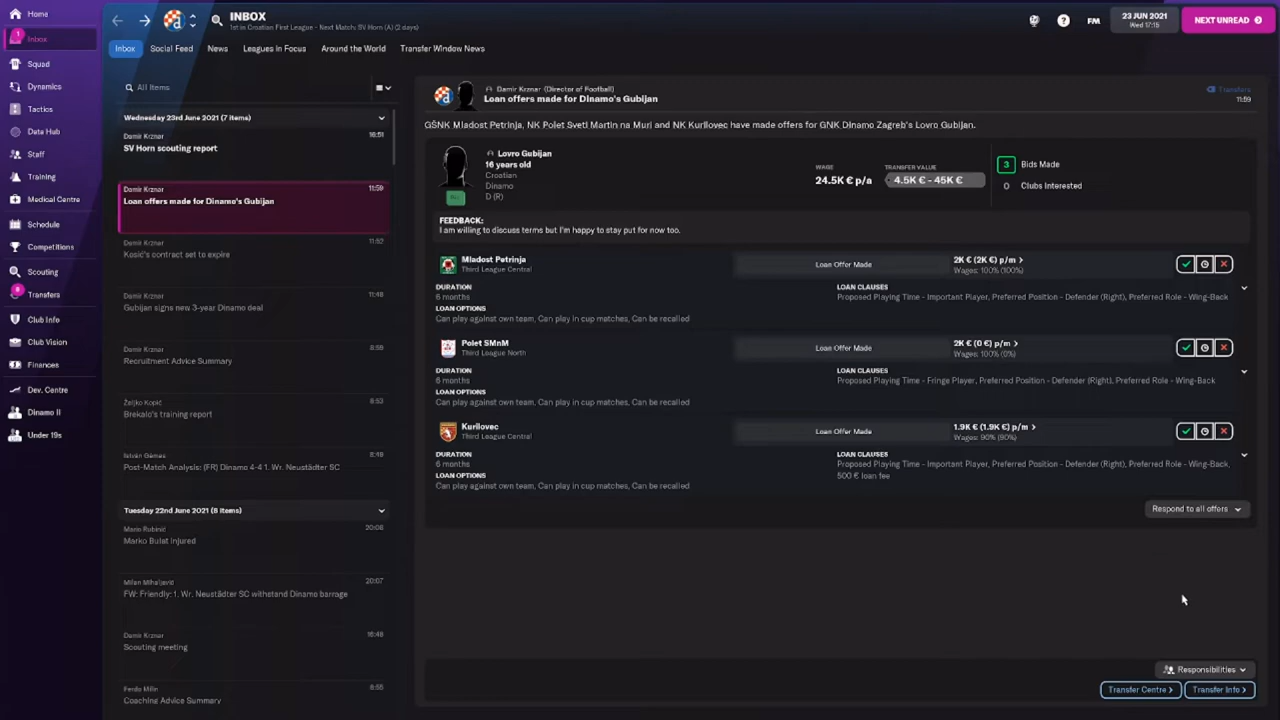 Home
Inbox
1
Squad
Dynamics
Tactics
Data Hub
Staff
Training
Medical Centre
Schedule
Competitions
Scouting
Transfers
Club Info
Club Vision
Finances
Dev. Centre
Dinamo II
Under 19s
INBOX
1st in Croatian First League - Next Match: SV Horn (A) (2 days)
FM
23 JUN 2021
Wed 17:15
NEXT UNREAD
Inbox
Social Feed
News
Leagues In Focus
Around the World
Transfer Window News
All Items
Wednesday 23rd June 2021 (7 items)
Damir Krznar
16:51
SV Horn scouting report
Damir Krznar
11:59
Loan offers made for Dinamo's Gubijan
Damir Krznar
11:52
Kosić's contract set to expire
Damir Krznar
11:48
Gubijan signs new 3-year Dinamo deal
Damir Krznar
8:59
Recruitment Advice Summary
Željko Kopić
8:53
Brekalo's training report
István Gémes
8:49
Post-Match Analysis: (FR) Dinamo 4-4 1. Wr. Neustädter SC
Tuesday 22nd June 2021 (8 items)
Marin Rubinić
20:08
Marko Bulat injured
Milan Mihaljević
20:07
FW: Friendly: 1. Wr. Neustädter SC withstand Dinamo barrage
Damir Krznar
16:48
Scouting meeting
Ferdo Milin
8:55
Coaching Advice Summary
Damir Krznar (Director of Football)
Loan offers made for Dinamo's Gubijan
Transfers
11:59
GŠNK Mladost Petrinja, NK Polet Sveti Martin na Muri and NK Kurilovec have made offers for GNK Dinamo Zagreb's Lovro Gubijan.
Lovro Gubijan
16 years old
Croatian
Dinamo
D (R)
WAGE
24.5K € p/a
TRANSFER VALUE
4.5K € - 45K €
3 Bids Made
0 Clubs Interested
FEEDBACK:
I am willing to discuss terms but I'm happy to stay put for now too.
Mladost Petrinja
Third League Central
Loan Offer Made
2K € (2K €) p/m >
Wages: 100% (100%)
DURATION
6 months
LOAN OPTIONS
Can play against own team, Can play in cup matches, Can be recalled
LOAN CLAUSES
Proposed Playing Time - Important Player, Preferred Position - Defender (Right), Preferred Role - Wing-Back
Polet SMnM
Third League North
Loan Offer Made
2K € (0 €) p/m >
Wages: 100% (0%)
DURATION
6 months
LOAN OPTIONS
Can play against own team, Can play in cup matches, Can be recalled
LOAN CLAUSES
Proposed Playing Time - Fringe Player, Preferred Position - Defender (Right), Preferred Role - Wing-Back
Kurilovec
Third League Central
Loan Offer Made
1.9K € (1.9K €) p/m >
Wages: 90% (90%)
DURATION
6 months
LOAN OPTIONS
Can play against own team, Can play in cup matches, Can be recalled
LOAN CLAUSES
Proposed Playing Time - Important Player, Preferred Position - Defender (Right), Preferred Role - Wing-Back,
500 € loan fee
Respond to all offers
Responsibilities
Transfer Centre >
Transfer Info >